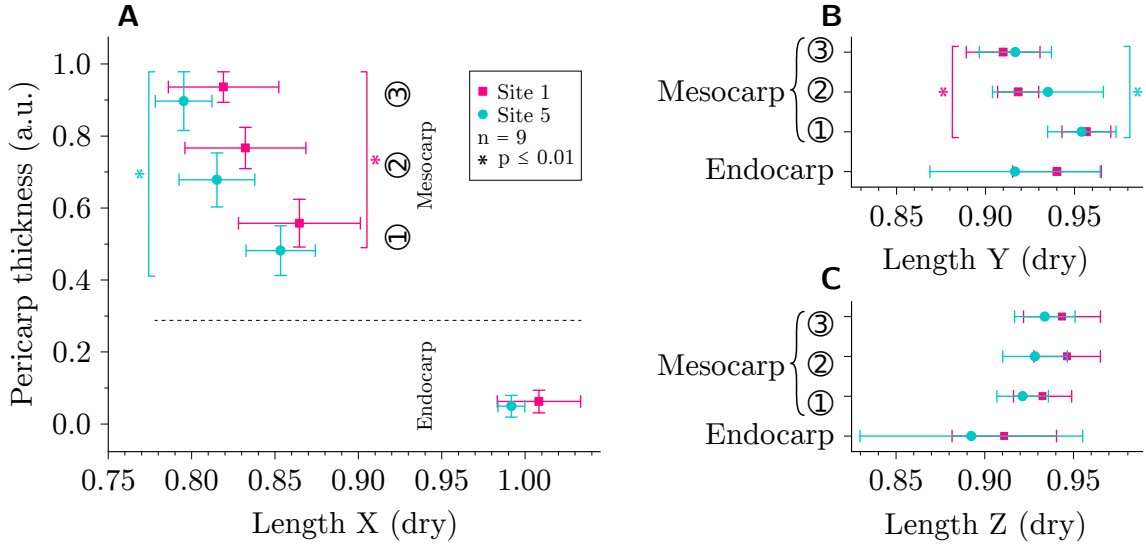 A
Pericarp thickness (a.u.)
1.0
0.8
0.6
0.4
0.2
0.0
0.75
0.80
0.85
0.90
0.95
1.00
Length X (dry)
*
*
③
②
①
Mesocarp
Endocarp
Site 1
Site 5
n = 9
* p ≤ 0.01
B
Mesocarp
③
②
①
Endocarp
*
*
0.85
0.90
0.95
Length Y (dry)
C
Mesocarp
③
②
①
Endocarp
0.85
0.90
0.95
Length Z (dry)